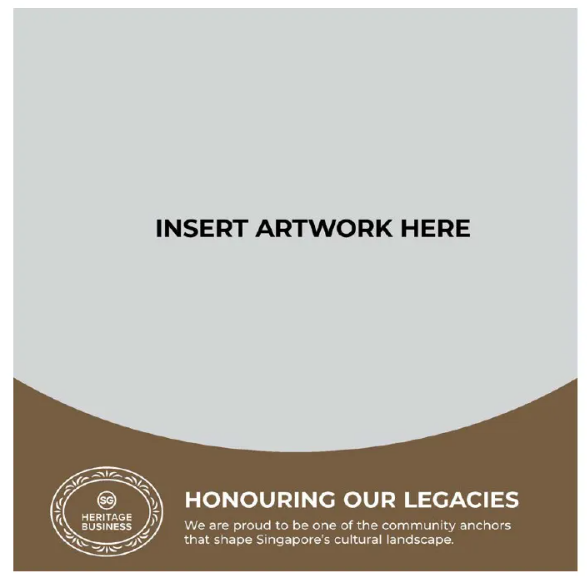 INSERT ARTWORK HERE
SG
HERITAGE
BUSINESS
HONOURING OUR LEGACIES
We are proud to be one of the community anchors
that shape Singapore's cultural landscape.